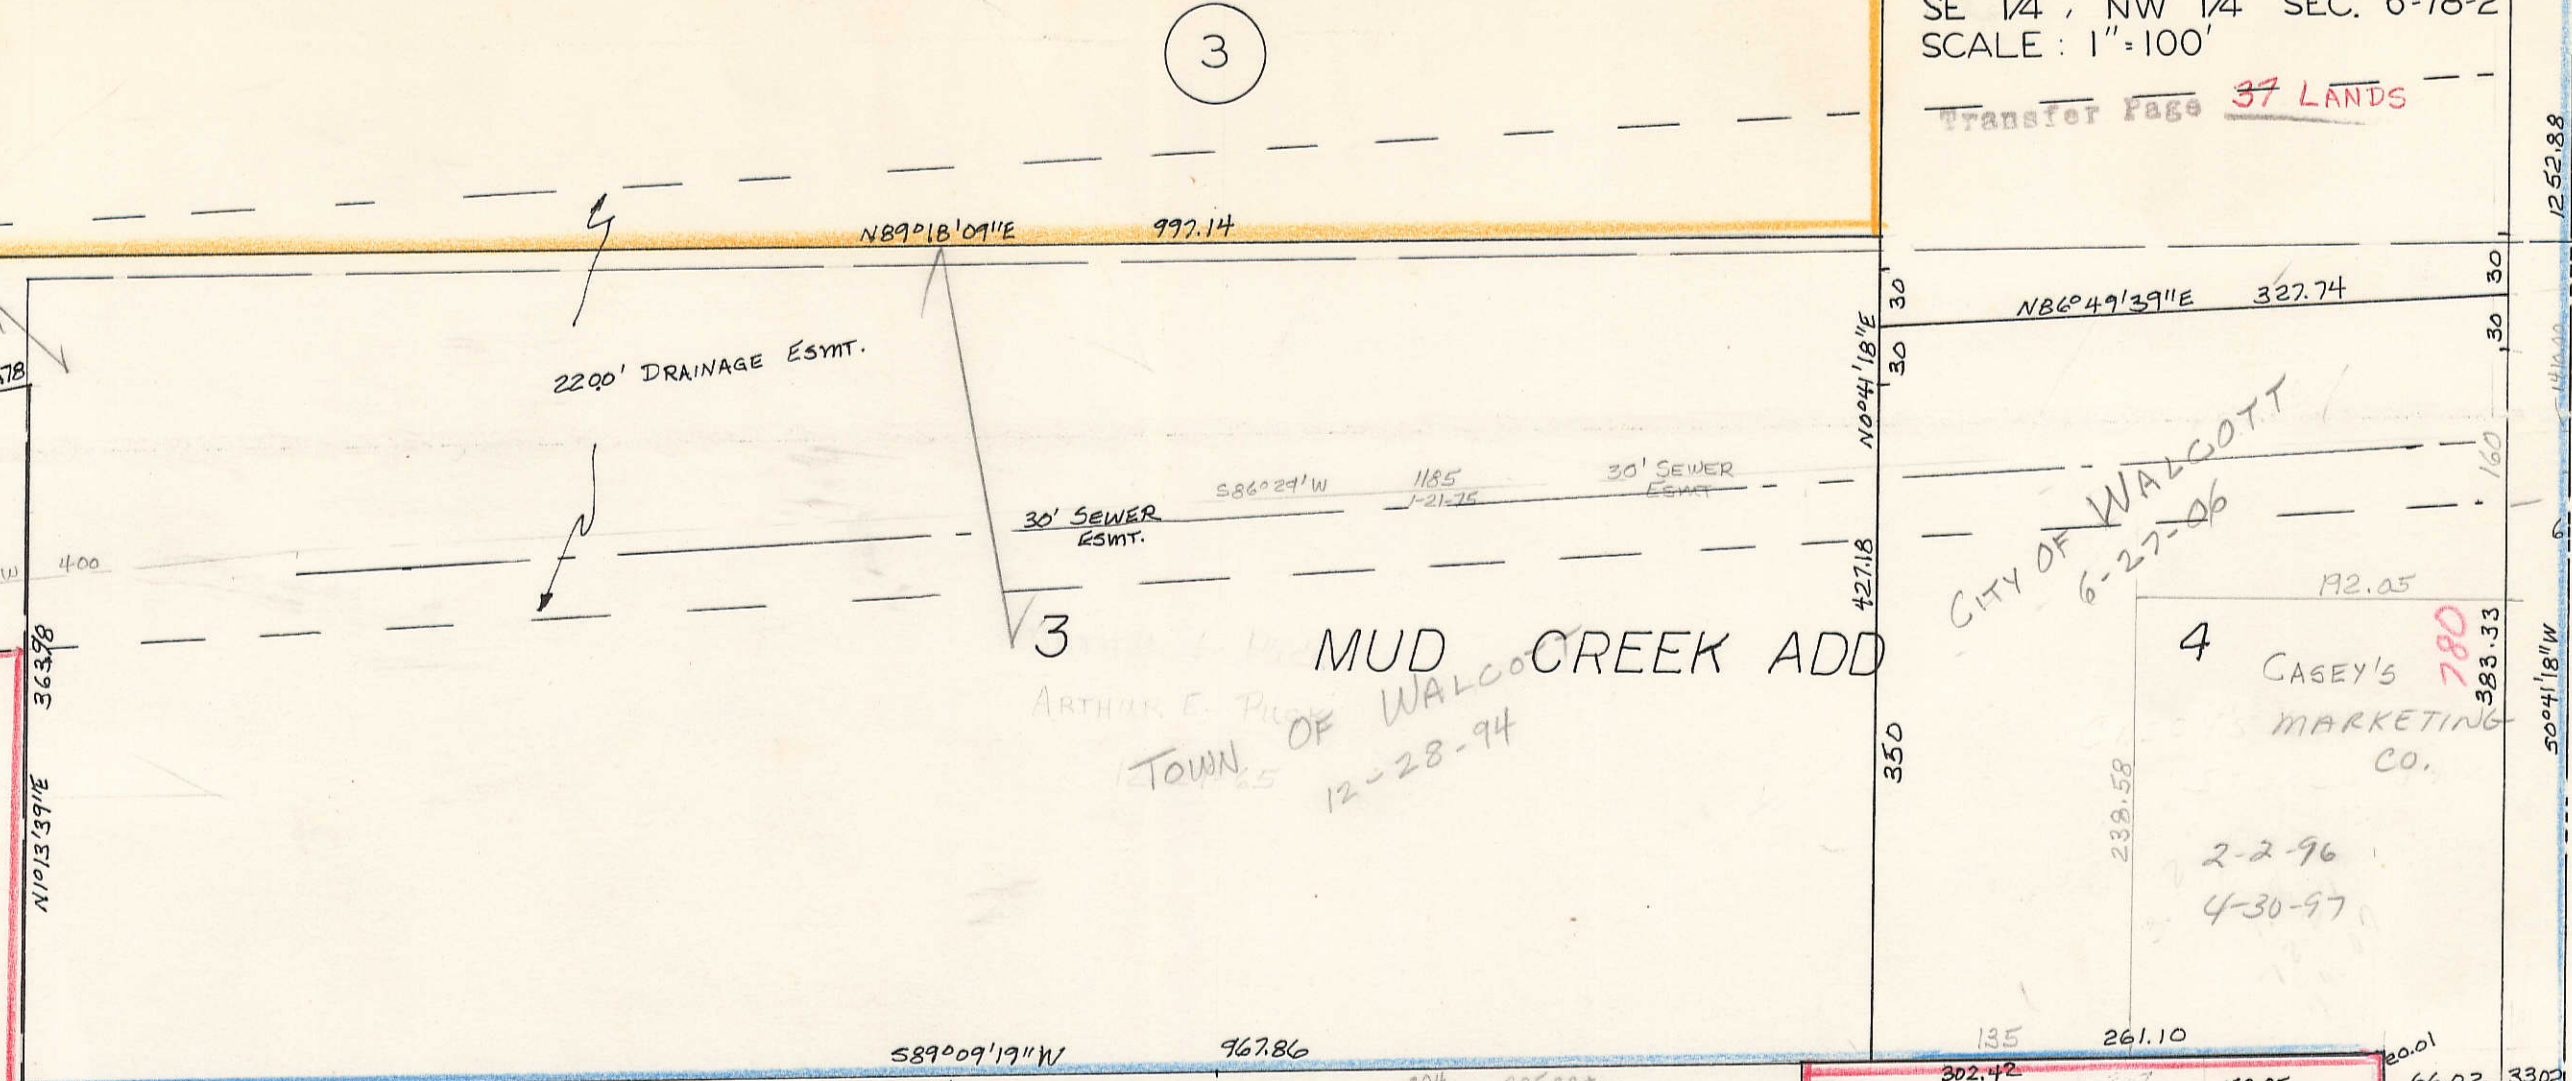 3
SE 1/4, NW 1/4 SEC. 6-78-2
SCALE: 1"=100'
Transfer Page 37 LANDS
1252.88
N89°18'09"E 997.14
30
N86°49'39"E 327.74
30
30
30
N0°41'18"E
2200' DRAINAGE ESMT.
78
160
S86°29'W 1185
1-21-75
30' SEWER
ESMT
30' SEWER
ESMT.
400
W
CITY OF WALCOTT
6-27-06
427.18
192.05
363.98
3
MUD CREEK ADD
4
CASEY'S
MARKETING
CO.
780
383.33
S0°41'18"W
ARTHUR E.
TOWN OF WALCOTT
12-28-94
350
238.58
N1°13'39"E
2-2-96
4-30-97
S89°09'19"W 967.86
135
261.10
20.01
302.42
66.03
3302